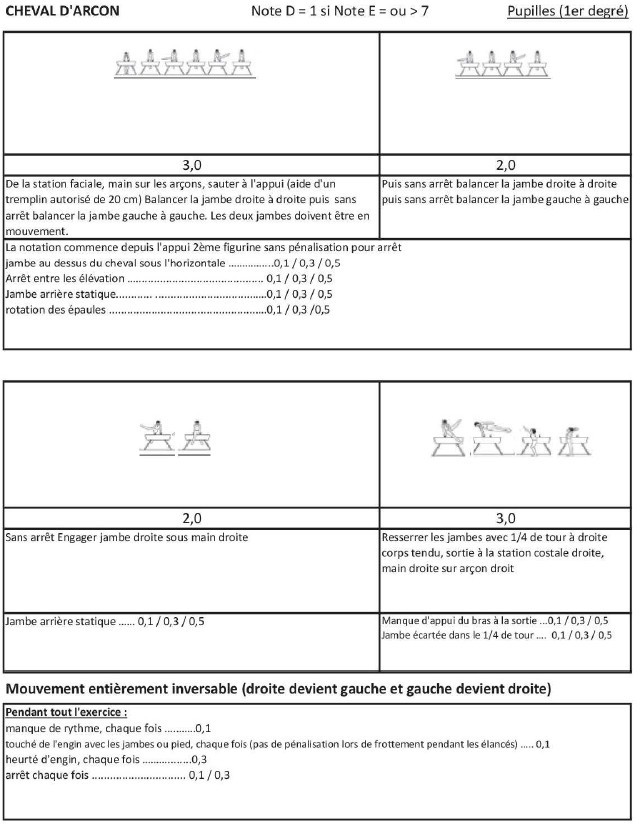 CHEVAL D'ARCON Note D = 1 si Note E = ou > 7 Pupilles (1er degré)
3,0
2,0
De la station faciale, main sur les arçons, sauter à l'appui (aide d'un
tremplin autorisé de 20 cm) Balancer la jambe droite à droite puis sans
arrêt balancer la jambe gauche à gauche. Les deux jambes doivent être en
mouvement.
Puis sans arrêt balancer la jambe droite à droite
puis sans arrêt balancer la jambe gauche à gauche
La notation commence depuis l'appui 2ème figurine sans pénalisation pour arrêt
jambe au dessus du cheval sous l'horizontale ...............0,1 / 0,3 / 0,5
Arrêt entre les élévation ............................................. 0,1 / 0,3 / 0,5
Jambe arrière statique............ .....................................0,1 / 0,3 / 0,5
rotation des épaules ....................................................0,1 / 0,3 /0,5
2,0
3,0
Sans arrêt Engager jambe droite sous main droite
Resserrer les jambes avec 1/4 de tour à droite
corps tendu, sortie à la station costale droite,
main droite sur arçon droit
Jambe arrière statique ...... 0,1 / 0,3 / 0,5
Manque d'appui du bras à la sortie ...0,1 / 0,3 / 0,5
Jambe écartée dans le 1/4 de tour .... 0,1 / 0,3 / 0,5
Mouvement entièrement inversable (droite devient gauche et gauche devient droite)
Pendant tout l'exercice :
manque de rythme, chaque fois ..........0,1
touché de l'engin avec les jambes ou pied, chaque fois (pas de pénalisation lors de frottement pendant les élancés) ..... 0,1
heurté d'engin, chaque fois ................0,3
arrêt chaque fois ............................... 0,1 / 0,3